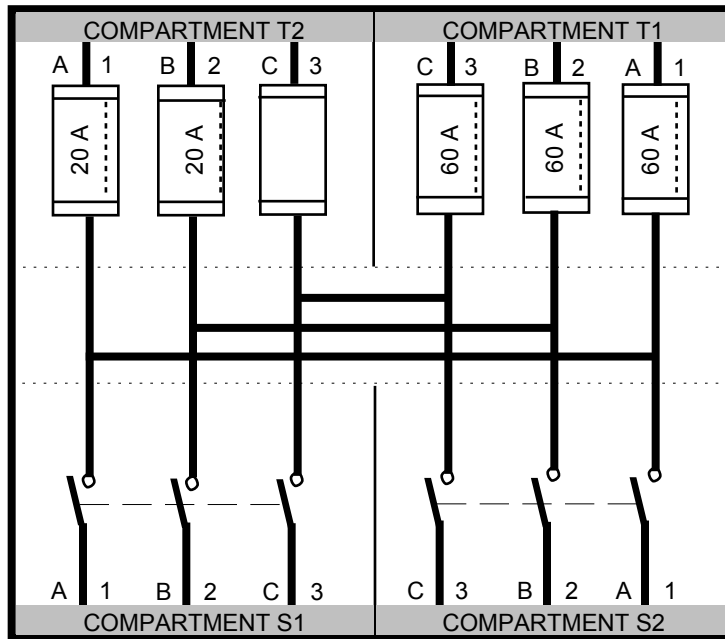 COMPARTMENT T2 COMPARTMENT T1
A 1 B 2 C 3 C 3 B 2 A 1
20 A 20 A 60 A 60 A 60 A
A 1 B 2 C 3 C 3 B 2 A 1
COMPARTMENT S1 COMPARTMENT S2